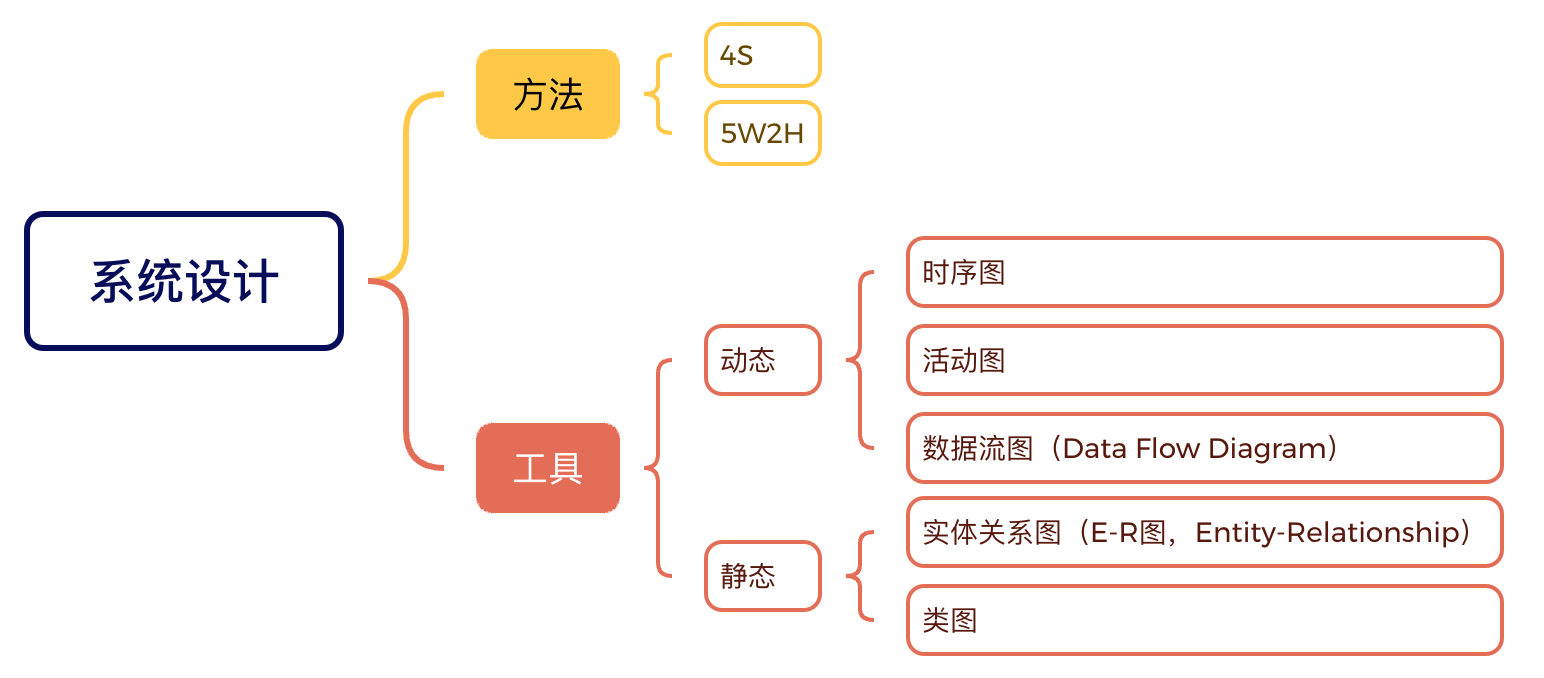 系统设计
方法
4S
5W2H
工具
动态
时序图
活动图
数据流图（Data Flow Diagram）
静态
实体关系图（E-R图，Entity-Relationship）
类图